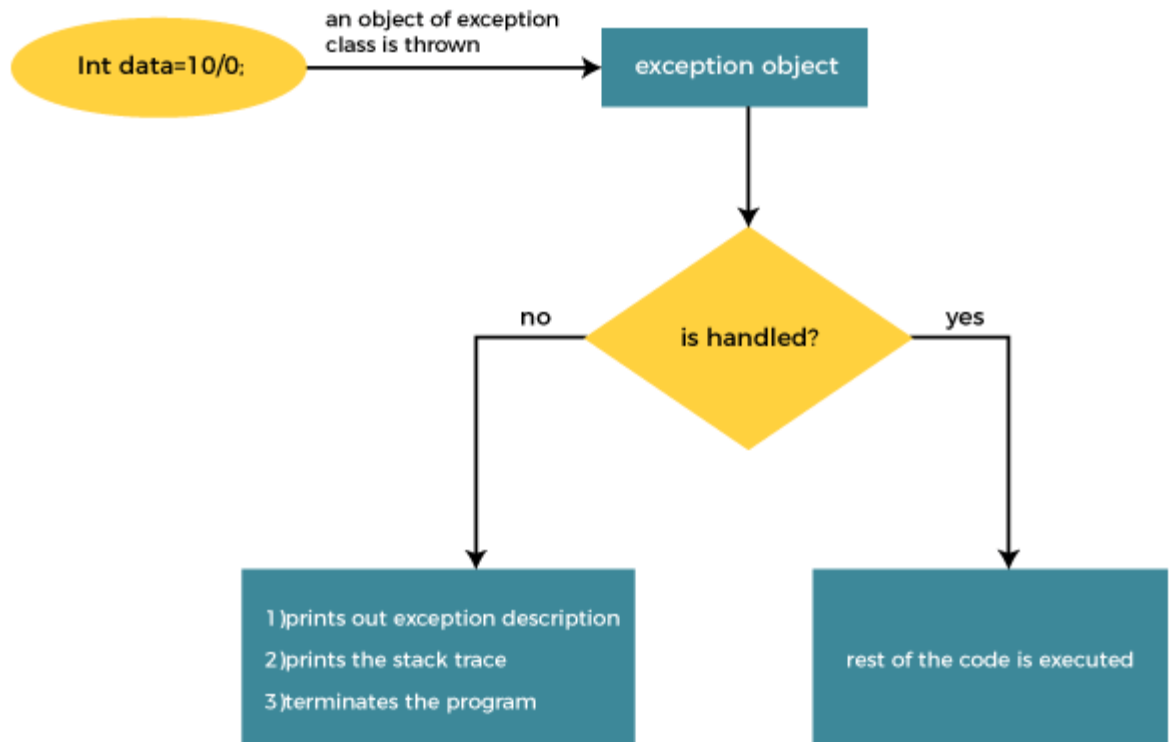 an object of exception
class is thrown
Int data=10/0;
exception object
is handled?
no
yes
1)prints out exception description
2)prints the stack trace
3)terminates the program
rest of the code is executed